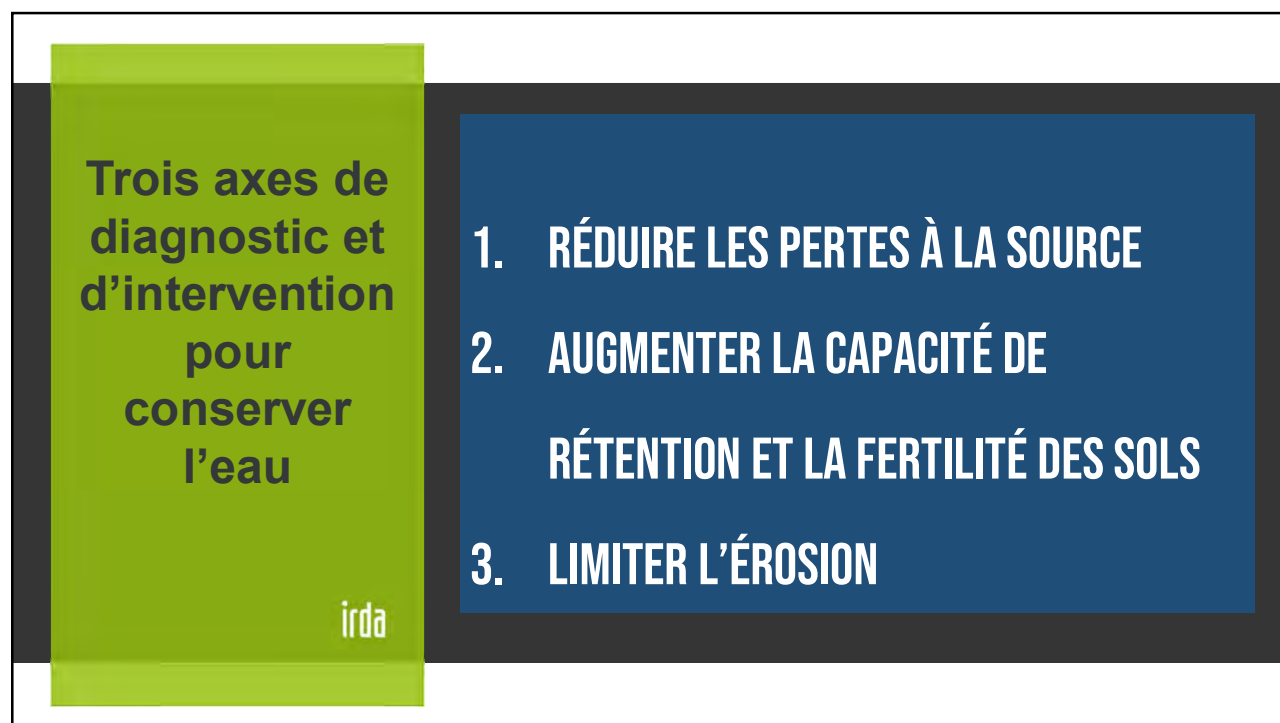 Trois axes de
diagnostic et
d’intervention
pour
conserver
l’eau
irda
1. RÉDUIRE LES PERTES À LA SOURCE
2. AUGMENTER LA CAPACITÉ DE
RÉTENTION ET LA FERTILITÉ DES SOLS
3. LIMITER L’ÉROSION